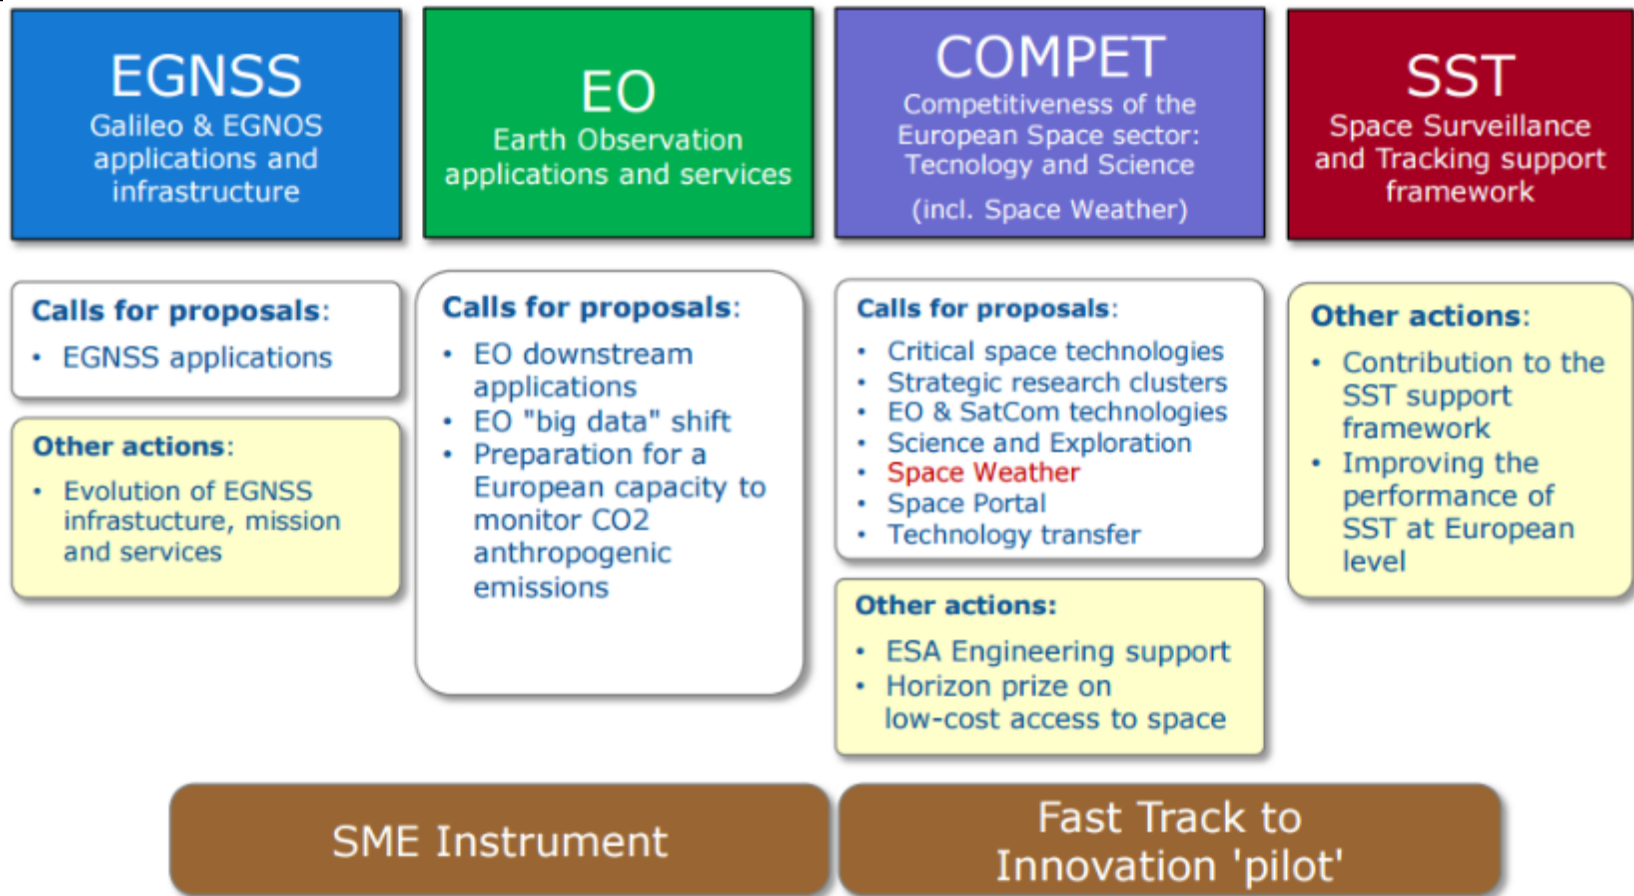 EGNSS
Galileo & EGNOS
applications and
infrastructure
EO
Earth Observation
applications and services
COMPET
Competitiveness of the
European Space sector:
Tecnology and Science
(incl. Space Weather)
SST
Space Surveillance
and Tracking support
framework
Calls for proposals:
• EGNSS applications
Other actions:
• Evolution of EGNSS
infrastucture, mission
and services
Calls for proposals:
• EO downstream
applications
• EO "big data" shift
• Preparation for a
European capacity to
monitor CO2
anthropogenic
emissions
Calls for proposals:
• Critical space technologies
• Strategic research clusters
• EO & SatCom technologies
• Science and Exploration
• Space Weather
• Space Portal
• Technology transfer
Other actions:
• ESA Engineering support
• Horizon prize on
low-cost access to space
Other actions:
• Contribution to the
SST support
framework
• Improving the
performance of
SST at European
level
SME Instrument
Fast Track to
Innovation 'pilot'